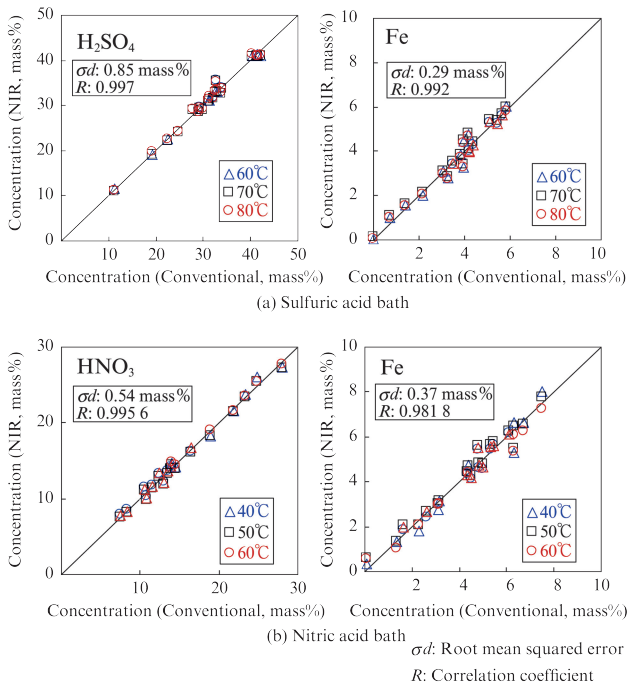 Concentration (NIR, mass%)
50
40
30
20
10
0
H₂SO₄
σd: 0.85 mass%
R: 0.997
△ 60℃
□ 70℃
○ 80℃
10 20 30 40 50
Concentration (Conventional, mass%)
Concentration (NIR, mass%)
10
8
6
4
2
0
Fe
σd: 0.29 mass%
R: 0.992
△ 60℃
□ 70℃
○ 80℃
2 4 6 8 10
Concentration (Conventional, mass%)
(a) Sulfuric acid bath
Concentration (NIR, mass%)
30
20
10
0
HNO₃
σd: 0.54 mass%
R: 0.995 6
△ 40℃
□ 50℃
○ 60℃
10 20 30
Concentration (Conventional, mass%)
Concentration (NIR, mass%)
10
8
6
4
2
0
Fe
σd: 0.37 mass%
R: 0.981 8
△ 40℃
□ 50℃
○ 60℃
2 4 6 8 10
Concentration (Conventional, mass%)
(b) Nitric acid bath
σd: Root mean squared error
R: Correlation coefficient